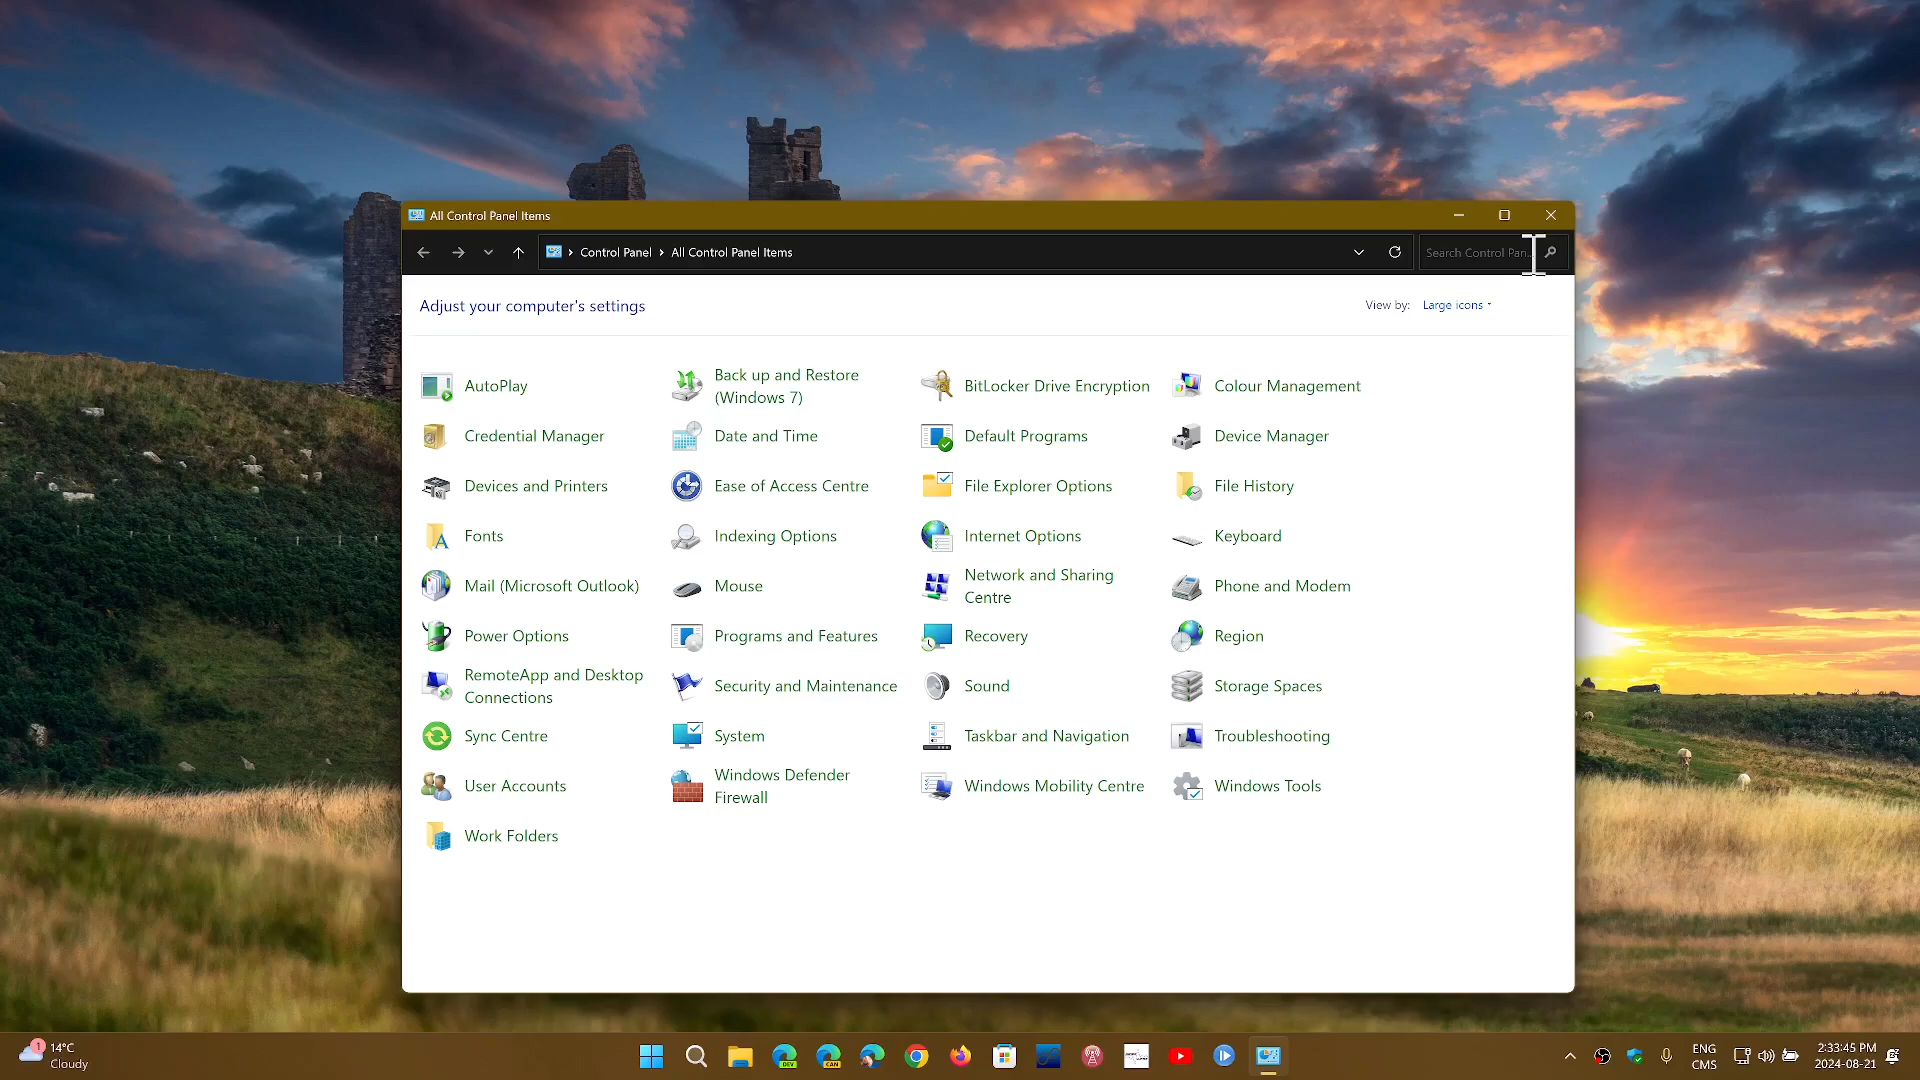 All Control Panel Items
Control Panel > All Control Panel Items
Search Control Pan...
Adjust your computer's settings
View by: Large icons
AutoPlay
Back up and Restore
(Windows 7)
BitLocker Drive Encryption
Colour Management
Credential Manager
Date and Time
Default Programs
Device Manager
Devices and Printers
Ease of Access Centre
File Explorer Options
File History
Fonts
Indexing Options
Internet Options
Keyboard
Mail (Microsoft Outlook)
Mouse
Network and Sharing
Centre
Phone and Modem
Power Options
Programs and Features
Recovery
Region
RemoteApp and Desktop
Connections
Security and Maintenance
Sound
Storage Spaces
Sync Centre
System
Taskbar and Navigation
Troubleshooting
User Accounts
Windows Defender
Firewall
Windows Mobility Centre
Windows Tools
Work Folders
1
14°C
Cloudy
DEV
CAN
ENG
CMS
2:33:45 PM
2024-08-21